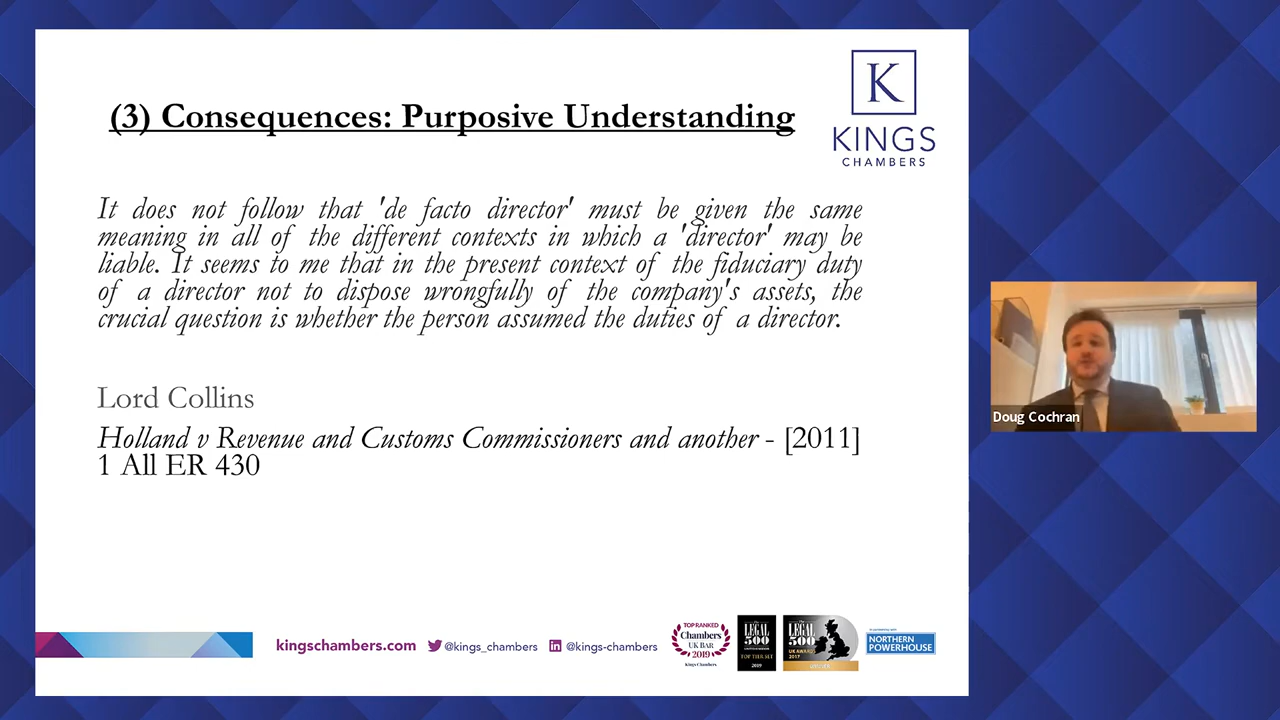 (3) Consequences: Purposive Understanding
K
KINGS
CHAMBERS
It does not follow that 'de facto director' must be given the same
meaning in all of the different contexts in which a 'director' may be
liable. It seems to me that in the present context of the fiduciary duty
of a director not to dispose wrongfully of the company's assets, the
crucial question is whether the person assumed the duties of a director.
Lord Collins
Holland v Revenue and Customs Commissioners and another - [2011]
1 All ER 430
Doug Cochran
kingschambers.com
@kings_chambers
@kings-chambers
TOP RANKED
Chambers
UK BAR
2019
Kings Chambers
The
LEGAL
500
TOP TIER SET
2019
The
LEGAL
500
UK AWARDS
2017
NORTHERN
POWERHOUSE